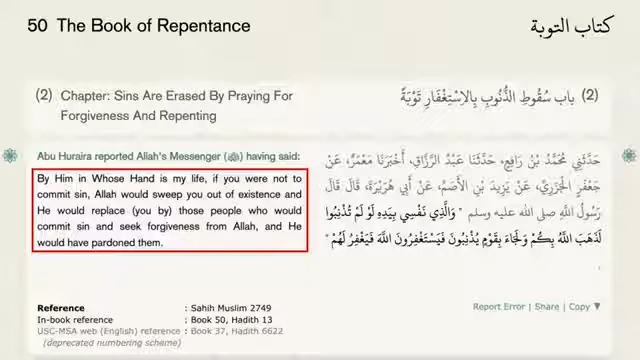 50 The Book of Repentance
كتاب التوبة
(2) Chapter: Sins Are Erased By Praying For
Forgiveness And Repenting
(2) باب سُقُوطِ الذُّنُوبِ بِالاِسْتِغْفَارِ تَوْبَةً
Abu Huraira reported Allah's Messenger (ﷺ) having said:
By Him in Whose Hand is my life, if you were not to
commit sin, Allah would sweep you out of existence and
He would replace (you by) those people who would
commit sin and seek forgiveness from Allah, and He
would have pardoned them.
حَدَّثَنِي مُحَمَّدُ بْنُ رَافِعٍ، حَدَّثَنَا عَبْدُ الرَّزَّاقِ، أَخْبَرَنَا مَعْمَرٌ، عَنْ
جَعْفَرٍ الْجَزَرِيِّ، عَنْ يَزِيدَ بْنِ الأَصَمِّ، عَنْ أَبِي هُرَيْرَةَ، قَالَ قَالَ
رَسُولُ اللَّهِ صلى الله عليه وسلم " وَالَّذِي نَفْسِي بِيَدِهِ لَوْ لَمْ تُذْنِبُوا
لَذَهَبَ اللَّهُ بِكُمْ وَلَجَاءَ بِقَوْمٍ يُذْنِبُونَ فَيَسْتَغْفِرُونَ اللَّهَ فَيَغْفِرُ لَهُمْ "
.
Reference : Sahih Muslim 2749
In-book reference : Book 50, Hadith 13
USC-MSA web (English) reference : Book 37, Hadith 6622
(deprecated numbering scheme)
Report Error | Share | Copy ▼